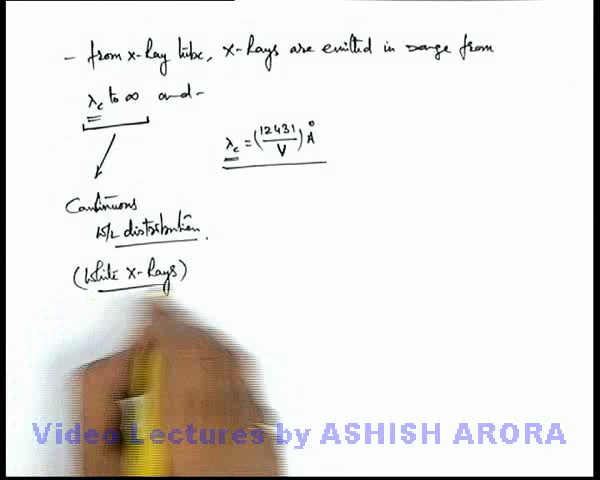 - from x-Ray tube, x-Rays are emitted in range from
λc to ∞ and-
λc = (12431/V) Å
Continuous
W/L distribution.
(White x-Rays)
Video Lectures by ASHISH ARORA